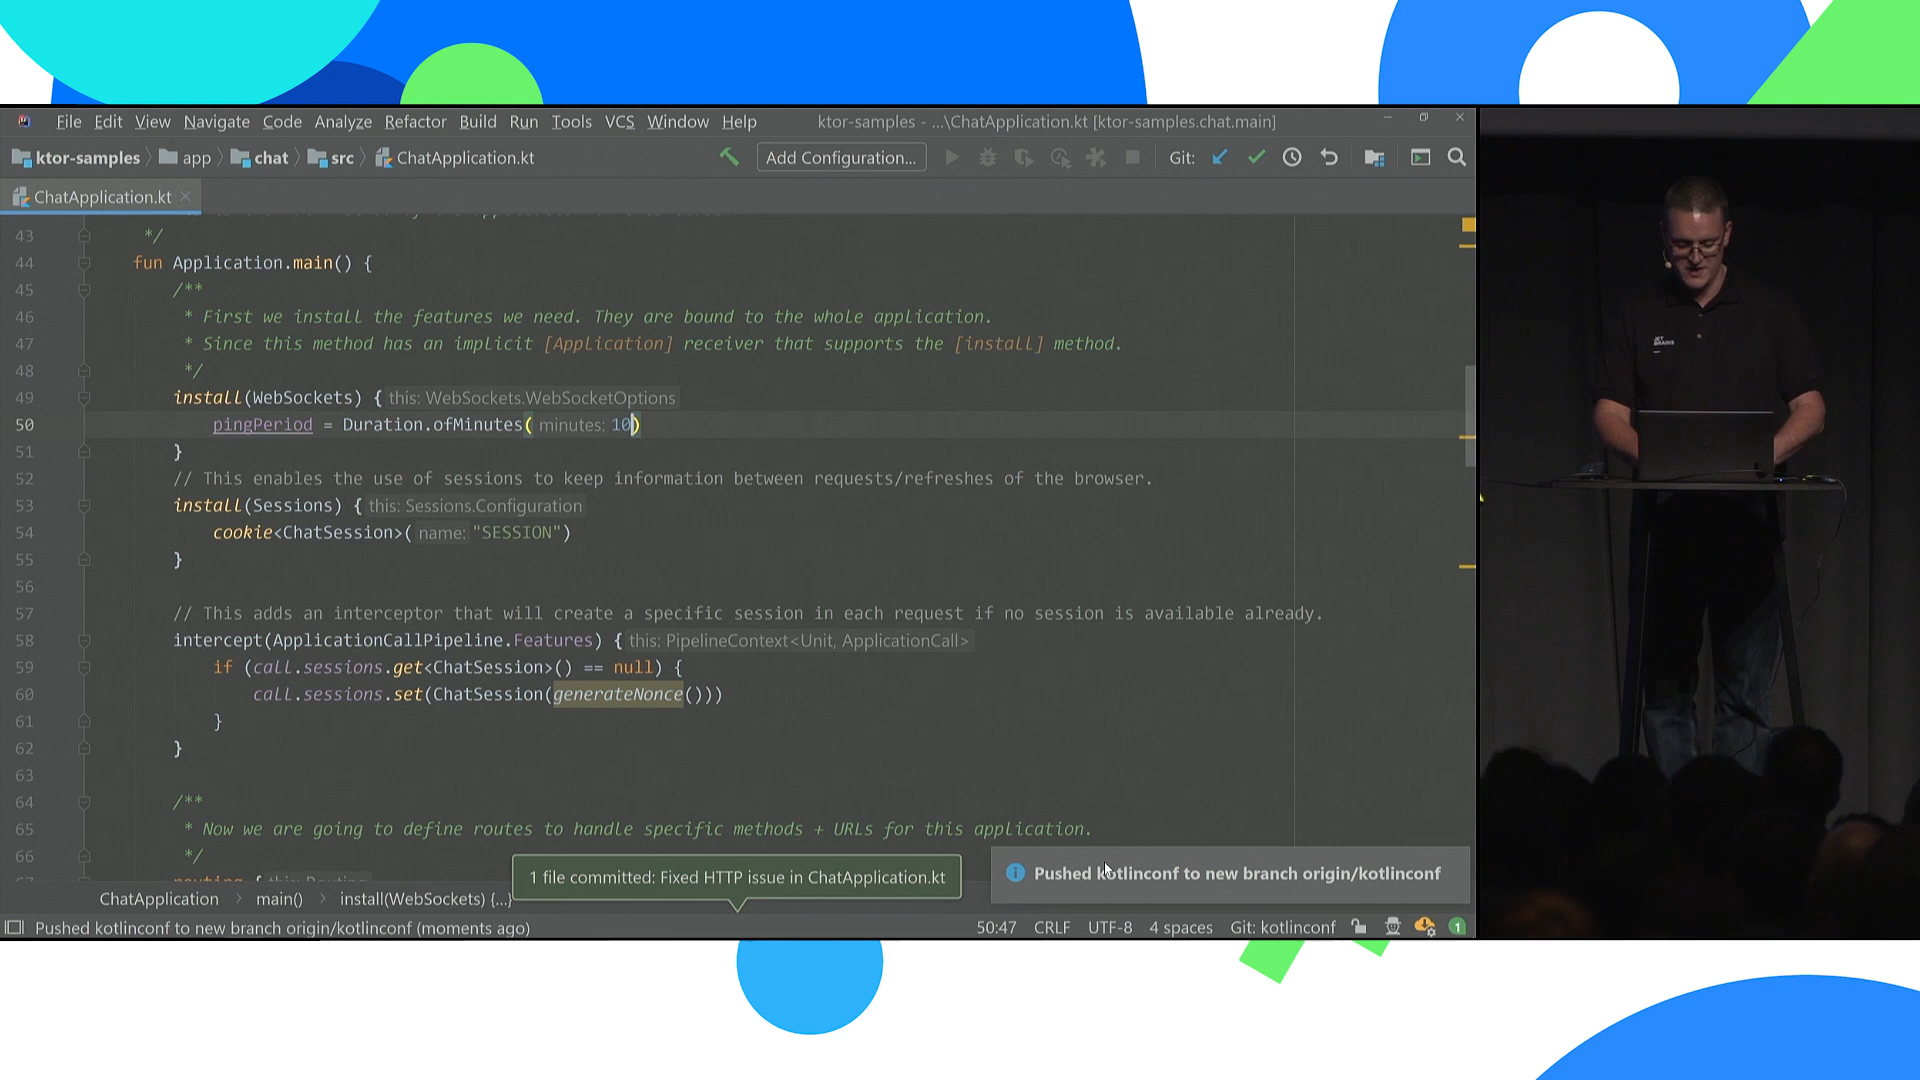 File Edit View Navigate Code Analyze Refactor Build Run Tools VCS Window Help ktor-samples - ...\ChatApplication.kt [ktor-samples.chat.main]
ktor-samples app chat src ChatApplication.kt Add Configuration... Git:
ChatApplication.kt
43 */
44 fun Application.main() {
45 /**
46 * First we install the features we need. They are bound to the whole application.
47 * Since this method has an implicit [Application] receiver that supports the [install] method.
48 */
49 install(WebSockets) { this: WebSockets.WebSocketOptions
50 pingPeriod = Duration.ofMinutes( minutes: 10)
51 }
52 // This enables the use of sessions to keep information between requests/refreshes of the browser.
53 install(Sessions) { this: Sessions.Configuration
54 cookie<ChatSession>( name: "SESSION")
55 }
56
57 // This adds an interceptor that will create a specific session in each request if no session is available already.
58 intercept(ApplicationCallPipeline.Features) { this: PipelineContext<Unit, ApplicationCall>
59 if (call.sessions.get<ChatSession>() == null) {
60 call.sessions.set(ChatSession(generateNonce()))
61 }
62 }
63
64 /**
65 * Now we are going to define routes to handle specific methods + URLs for this application.
66 */
1 file committed: Fixed HTTP issue in ChatApplication.kt
Pushed kotlinconf to new branch origin/kotlinconf
ChatApplication main() install(WebSockets) {...}
Pushed kotlinconf to new branch origin/kotlinconf (moments ago) 50:47 CRLF UTF-8 4 spaces Git: kotlinconf 1
JET
BRAINS